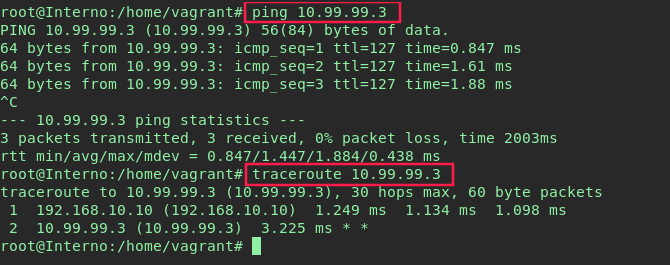 root@Interno:/home/vagrant# ping 10.99.99.3
PING 10.99.99.3 (10.99.99.3) 56(84) bytes of data.
64 bytes from 10.99.99.3: icmp_seq=1 ttl=127 time=0.847 ms
64 bytes from 10.99.99.3: icmp_seq=2 ttl=127 time=1.61 ms
64 bytes from 10.99.99.3: icmp_seq=3 ttl=127 time=1.88 ms
^C
--- 10.99.99.3 ping statistics ---
3 packets transmitted, 3 received, 0% packet loss, time 2003ms
rtt min/avg/max/mdev = 0.847/1.447/1.884/0.438 ms
root@Interno:/home/vagrant# traceroute 10.99.99.3
traceroute to 10.99.99.3 (10.99.99.3), 30 hops max, 60 byte packets
 1  192.168.10.10 (192.168.10.10)  1.249 ms  1.134 ms  1.098 ms
 2  10.99.99.3 (10.99.99.3)  3.225 ms * *
root@Interno:/home/vagrant#